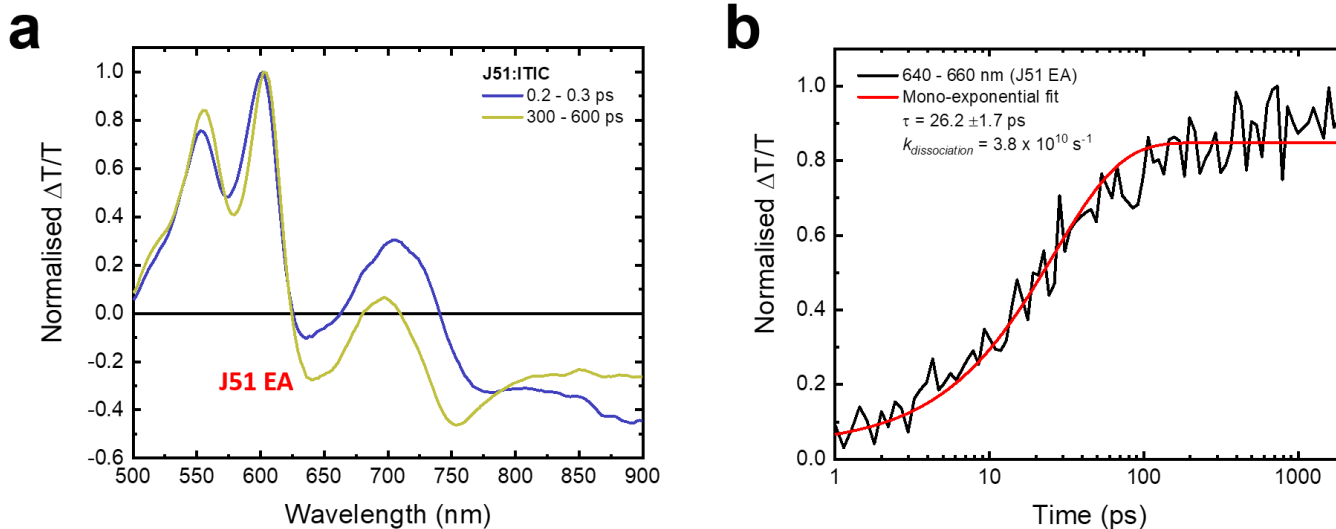 a
J51:ITIC
0.2 - 0.3 ps
300 - 600 ps
J51 EA
Normalised ΔT/T
1.0
0.8
0.6
0.4
0.2
0.0
-0.2
-0.4
-0.6
500 550 600 650 700 750 800 850 900
Wavelength (nm)
b
640 - 660 nm (J51 EA)
Mono-exponential fit
τ = 26.2 ±1.7 ps
k_dissociation = 3.8 x 10¹⁰ s⁻¹
Normalised ΔT/T
1.0
0.8
0.6
0.4
0.2
0.0
1 10 100 1000
Time (ps)